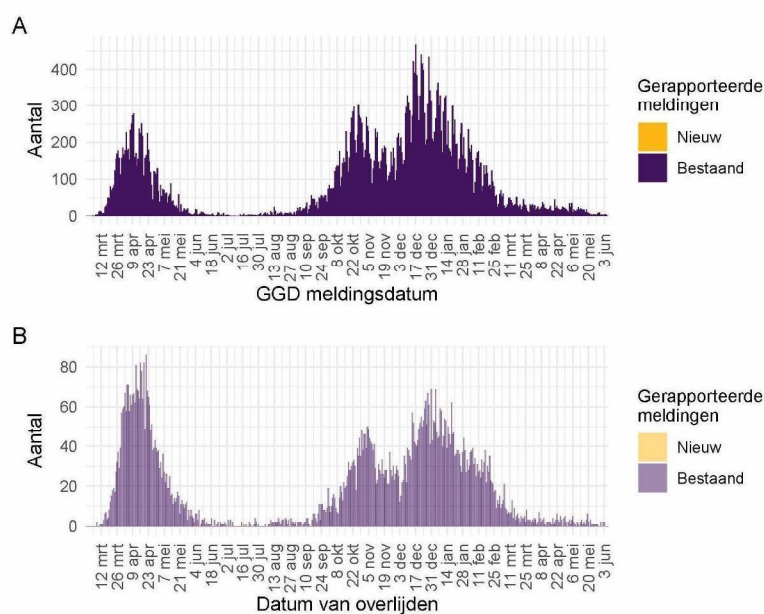 A
Aantal
400
300
200
100
0
12 mrt
26 mrt
9 apr
23 apr
7 mei
21 mei
4 jun
18 jun
2 jul
16 jul
30 jul
13 aug
27 aug
10 sep
24 sep
8 okt
22 okt
5 nov
19 nov
3 dec
17 dec
31 dec
14 jan
28 jan
11 feb
25 feb
11 mrt
25 mrt
8 apr
22 apr
6 mei
20 mei
3 jun
GGD meldingsdatum
Gerapporteerde
meldingen
Nieuw
Bestaand
B
Aantal
80
60
40
20
0
12 mrt
26 mrt
9 apr
23 apr
7 mei
21 mei
4 jun
18 jun
2 jul
16 jul
30 jul
13 aug
27 aug
10 sep
24 sep
8 okt
22 okt
5 nov
19 nov
3 dec
17 dec
31 dec
14 jan
28 jan
11 feb
25 feb
11 mrt
25 mrt
8 apr
22 apr
6 mei
20 mei
3 jun
Datum van overlijden
Gerapporteerde
meldingen
Nieuw
Bestaand